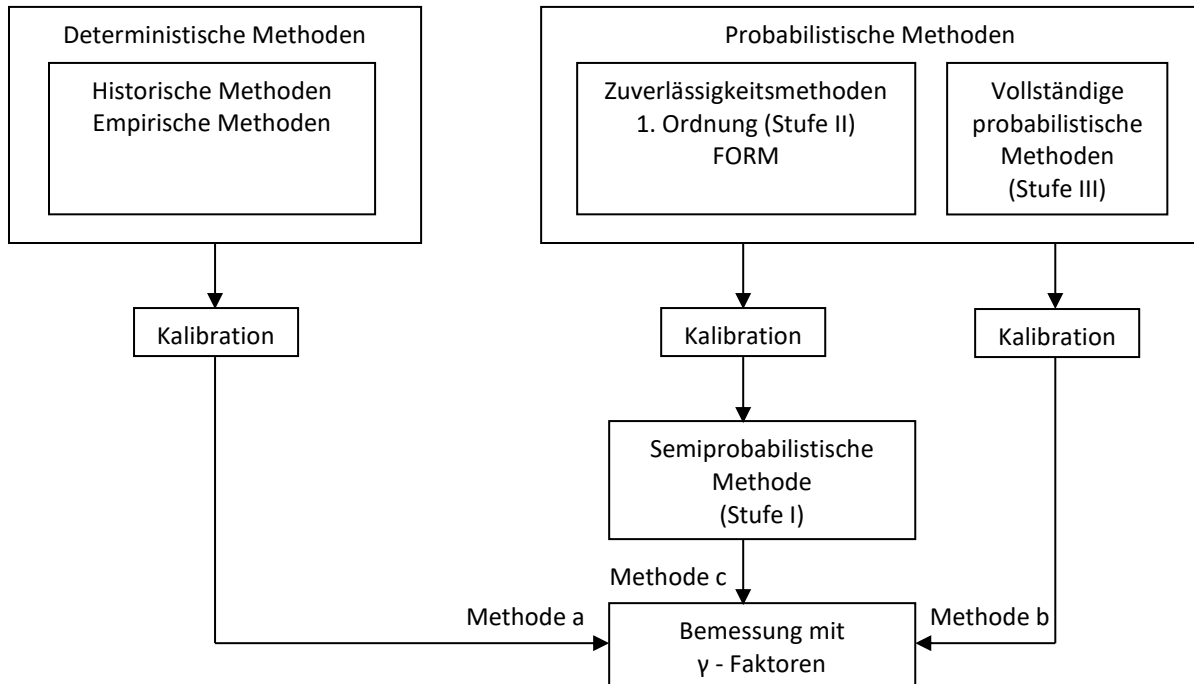 Deterministische Methoden
Historische Methoden
Empirische Methoden
Probabilistische Methoden
Zuverlässigkeitsmethoden
1. Ordnung (Stufe II)
FORM
Vollständige
probabilistische
Methoden
(Stufe III)
Kalibration
Kalibration
Kalibration
Semiprobabilistische
Methode
(Stufe I)
Methode c
Methode a
Methode b
Bemessung mit
γ - Faktoren